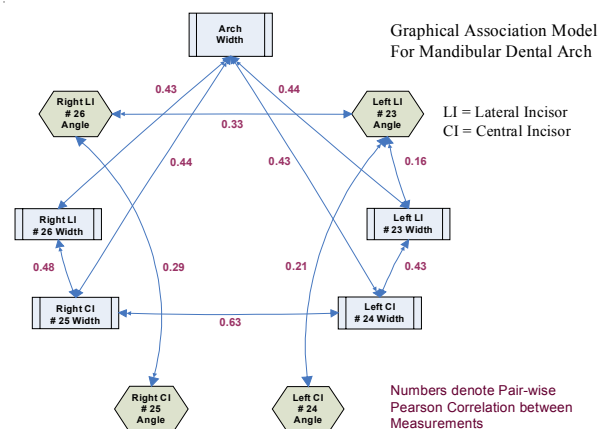 Arch
Width
Graphical Association Model
For Mandibular Dental Arch
0.43
0.44
Right LI
# 26
Angle
Left LI
# 23
Angle
LI = Lateral Incisor
CI = Central Incisor
0.33
0.44
0.43
0.16
Right LI
# 26 Width
Left LI
# 23 Width
0.48
0.29
0.21
0.43
Right CI
# 25 Width
Left CI
# 24 Width
0.63
Right CI
# 25
Angle
Left CI
# 24
Angle
Numbers denote Pair-wise
Pearson Correlation between
Measurements